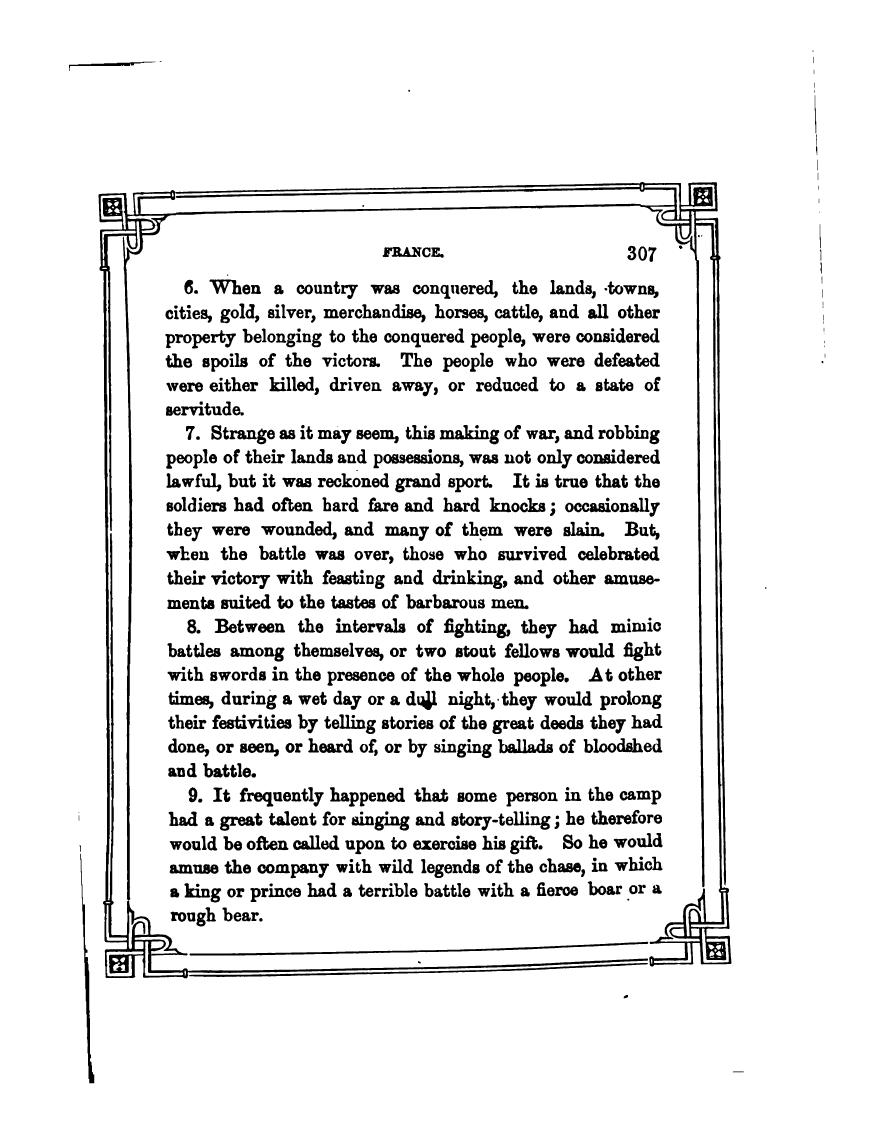 FRANCE. 307
6. When a country was conquered, the lands, towns,
cities, gold, silver, merchandise, horses, cattle, and all other
property belonging to the conquered people, were considered
the spoils of the victors. The people who were defeated
were either killed, driven away, or reduced to a state of
servitude.
7. Strange as it may seem, this making of war, and robbing
people of their lands and possessions, was not only considered
lawful, but it was reckoned grand sport. It is true that the
soldiers had often hard fare and hard knocks; occasionally
they were wounded, and many of them were slain. But,
when the battle was over, those who survived celebrated
their victory with feasting and drinking, and other amuse-
ments suited to the tastes of barbarous men.
8. Between the intervals of fighting, they had mimic
battles among themselves, or two stout fellows would fight
with swords in the presence of the whole people. At other
times, during a wet day or a dull night, they would prolong
their festivities by telling stories of the great deeds they had
done, or seen, or heard of, or by singing ballads of bloodshed
and battle.
9. It frequently happened that some person in the camp
had a great talent for singing and story-telling; he therefore
would be often called upon to exercise his gift. So he would
amuse the company with wild legends of the chase, in which
a king or prince had a terrible battle with a fierce boar or a
rough bear.